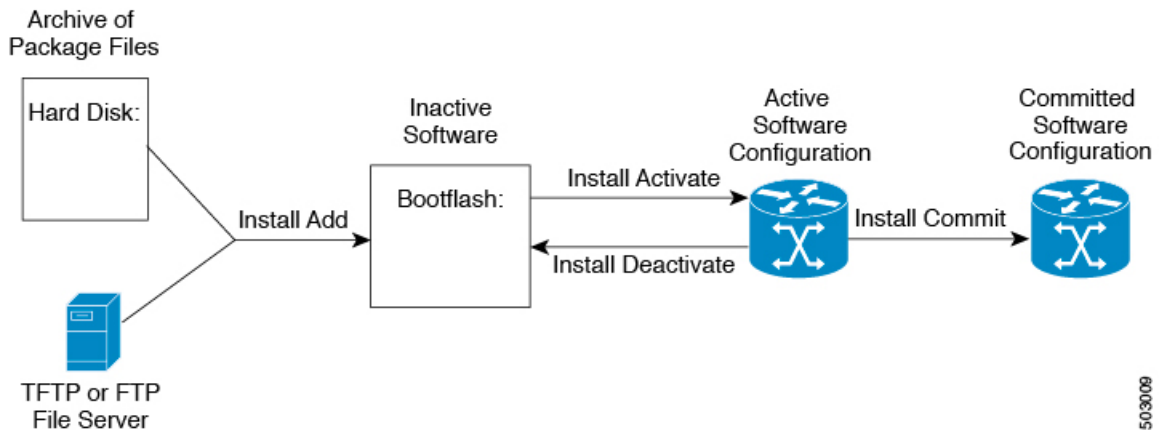 Archive of
Package Files
Hard Disk:
Inactive
Software
Bootflash:
Active
Software
Configuration
Committed
Software
Configuration
Install Add
Install Activate
Install Deactivate
Install Commit
TFTP or FTP
File Server
503009